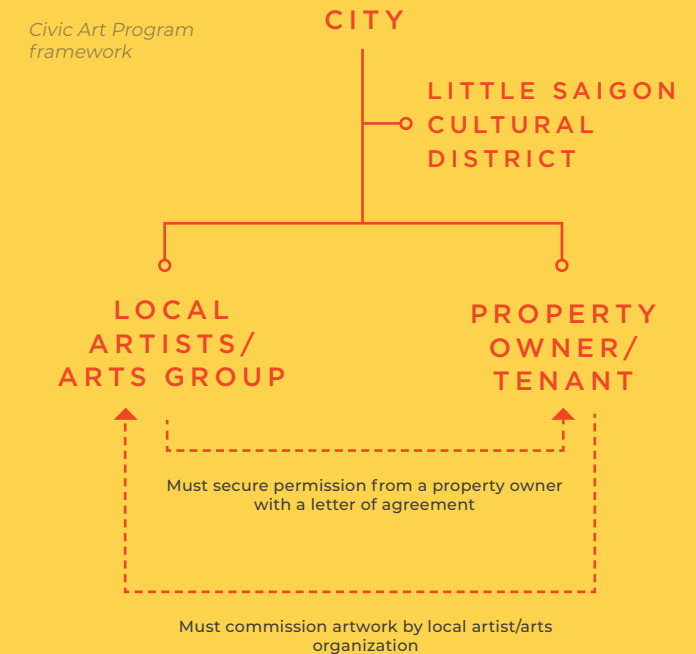 Civic Art Program
framework
CITY
LITTLE SAIGON
CULTURAL
DISTRICT
LOCAL
ARTISTS/
ARTS GROUP
PROPERTY
OWNER/
TENANT
Must secure permission from a property owner
with a letter of agreement
Must commission artwork by local artist/arts
organization